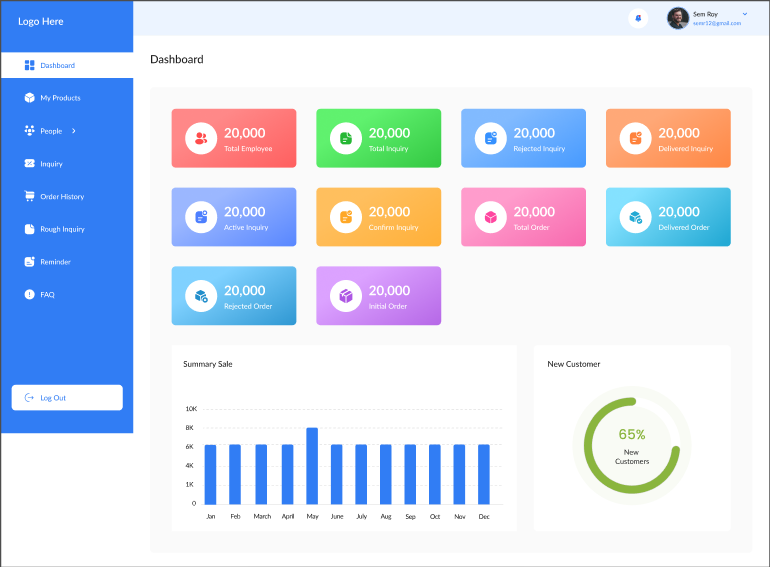 Logo Here
Sem Roy
semr12@gmail.com
Dashboard
Dashboard
My Products
People
Inquiry
Order History
Rough Inquiry
Reminder
FAQ
Log Out
20,000
Total Employee
20,000
Total Inquiry
20,000
Rejected Inquiry
20,000
Delivered Inquiry
20,000
Active Inquiry
20,000
Confirm Inquiry
20,000
Total Order
20,000
Delivered Order
20,000
Rejected Order
20,000
Initial Order
Summary Sale
10K
8K
6K
4K
1K
0
Jan Feb March April May June July Aug Sep Oct Nov Dec
New Customer
65%
New
Customers